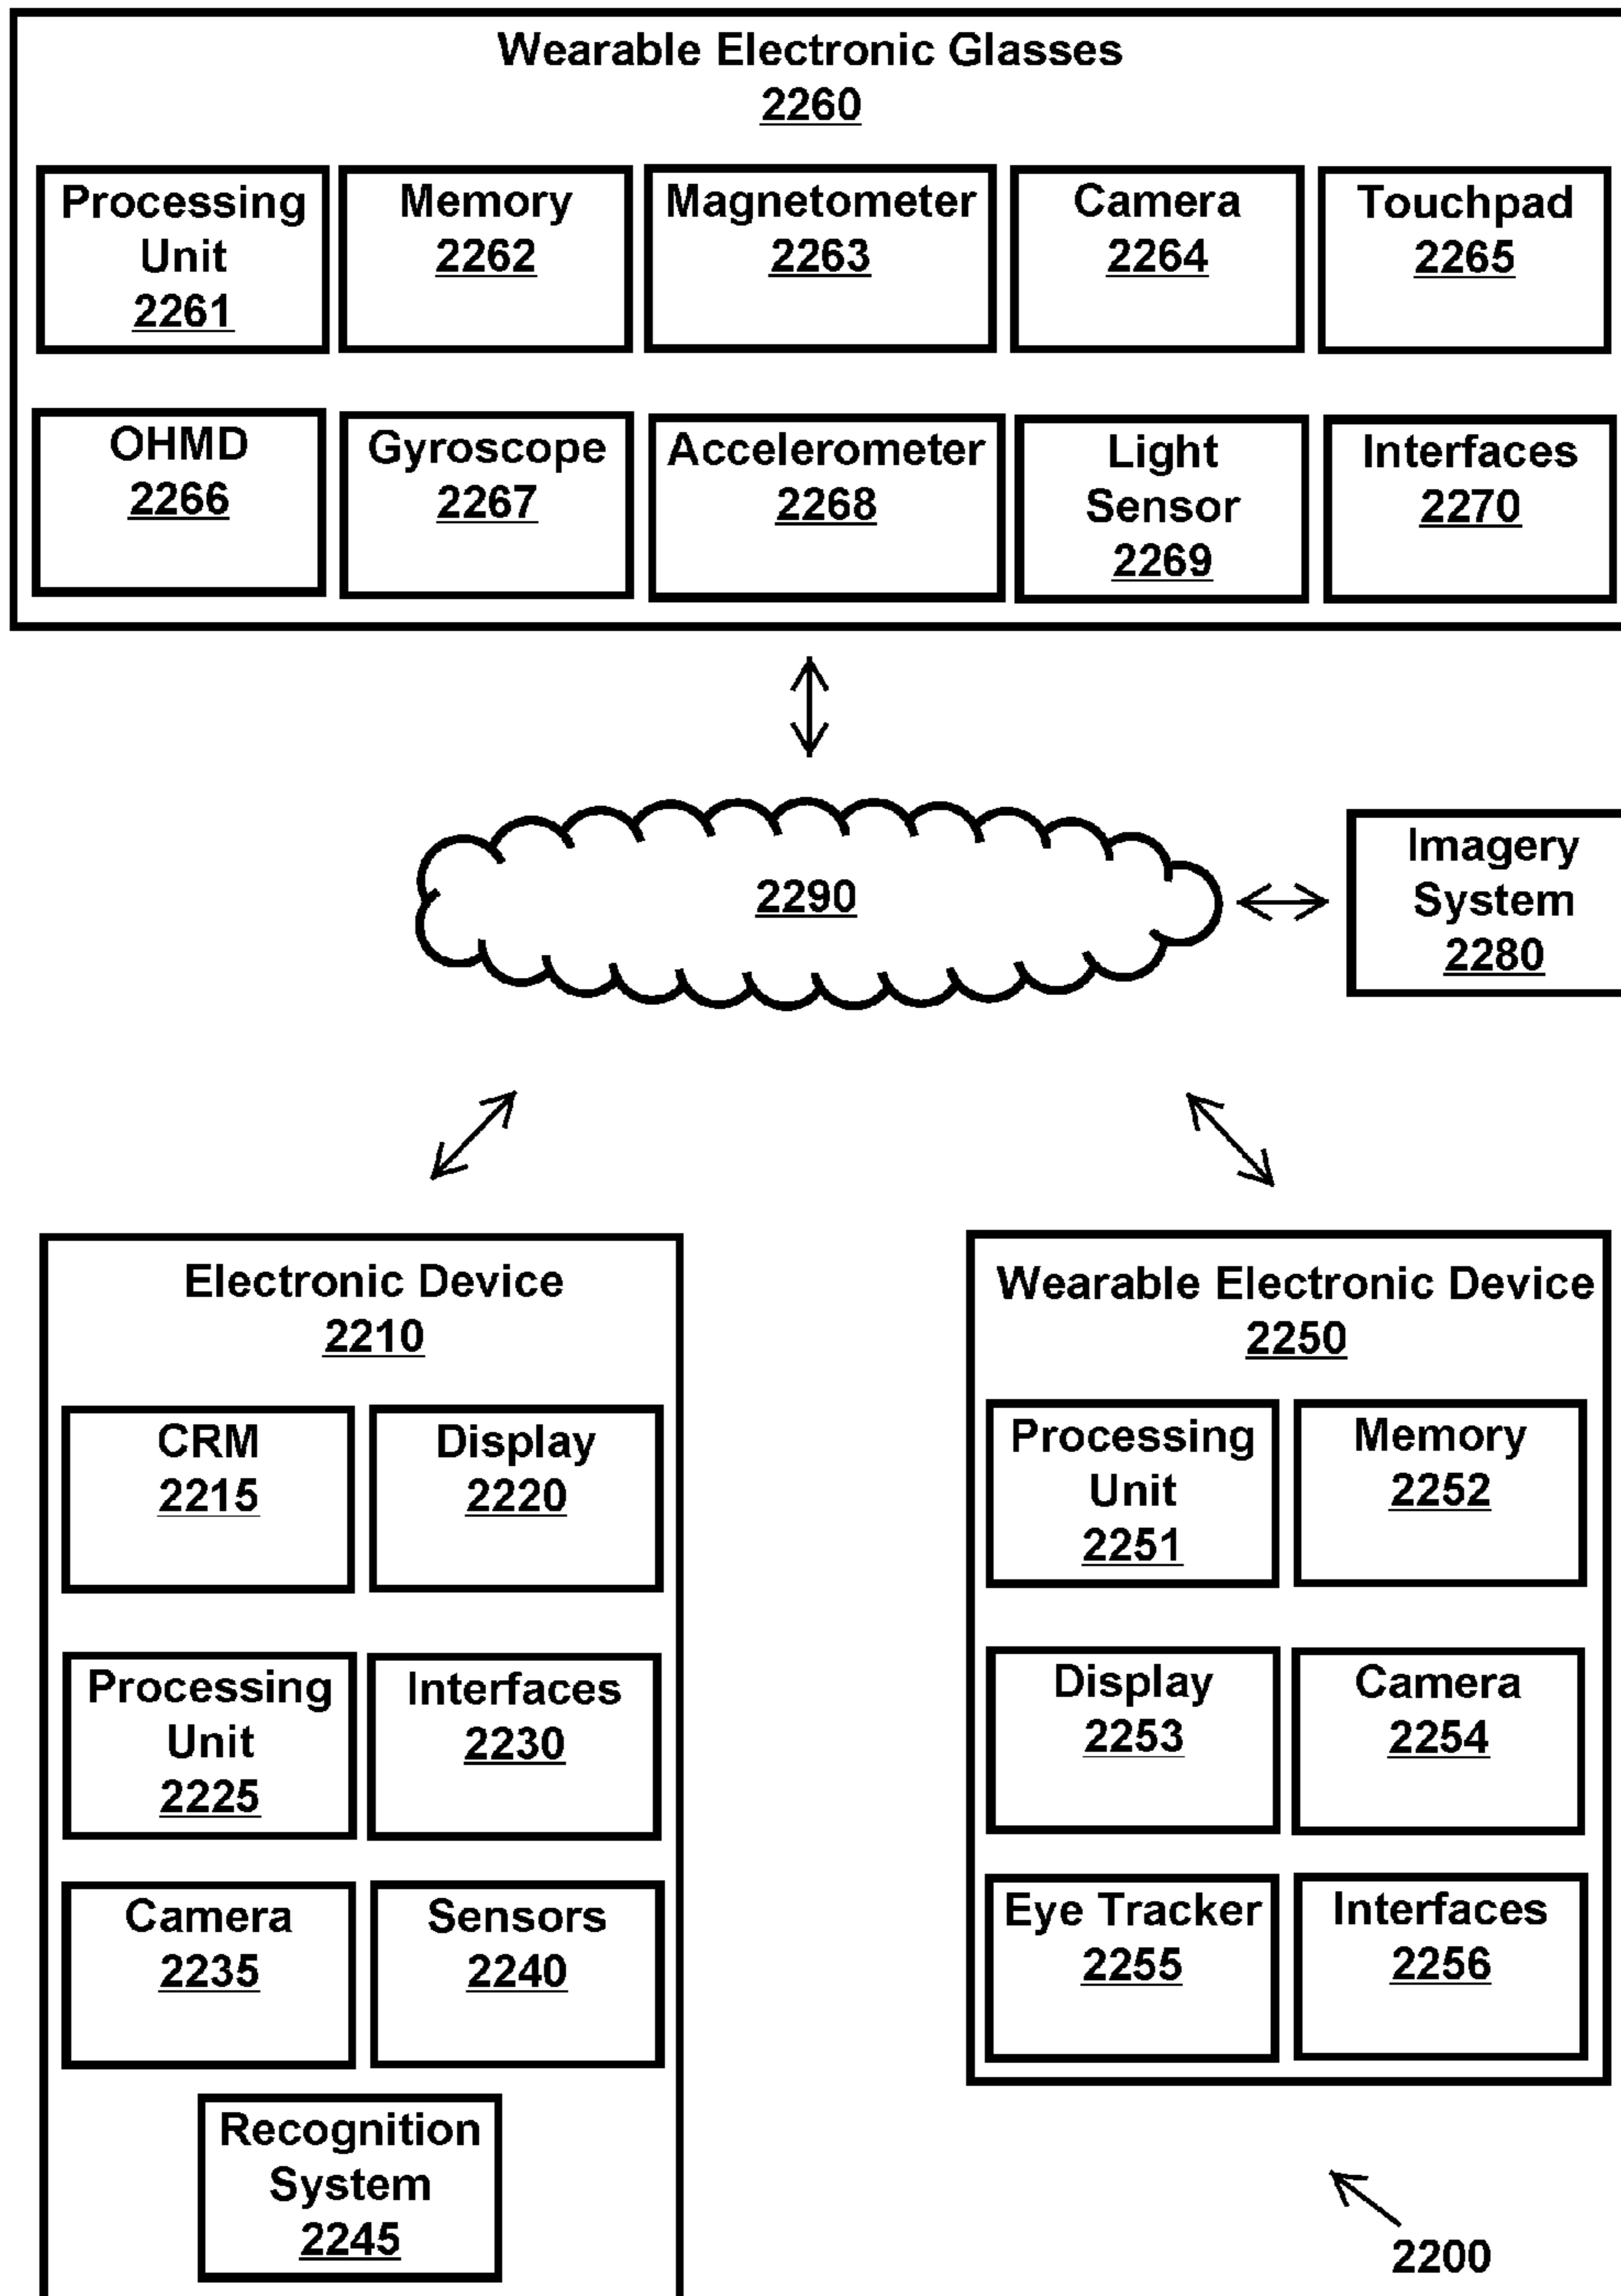 Wearable Electronic Glasses
2260
Processing
Unit
2261
Memory
2262
Magnetometer
2263
Camera
2264
Touchpad
2265
OHMD
2266
Gyroscope
2267
Accelerometer
2268
Light
Sensor
2269
Interfaces
2270
2290
Imagery
System
2280
Electronic Device
2210
CRM
2215
Display
2220
Processing
Unit
2225
Interfaces
2230
Camera
2235
Sensors
2240
Recognition
System
2245
Wearable Electronic Device
2250
Processing
Unit
2251
Memory
2252
Display
2253
Camera
2254
Eye Tracker
2255
Interfaces
2256
2200